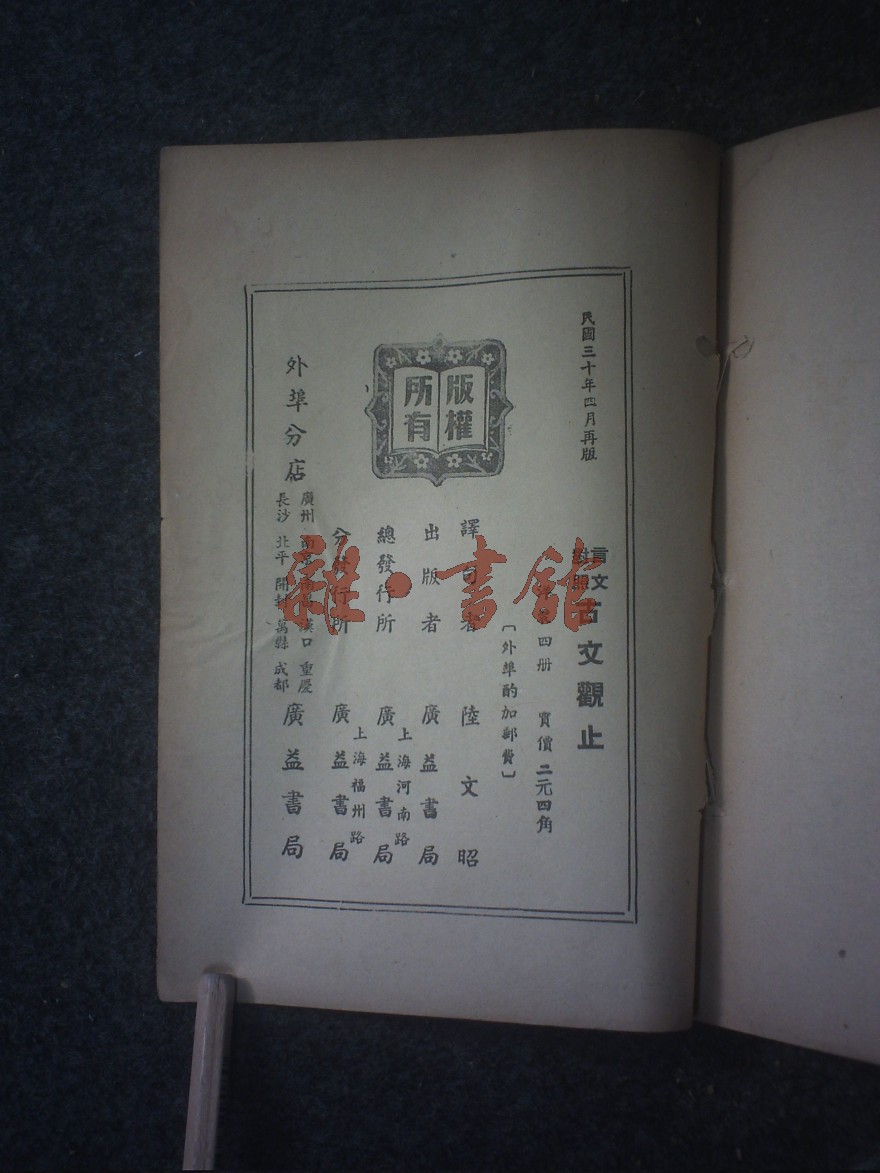 民國三十年四月再版
言文對照 古文觀止
四册 實價二元四角
〔外埠酌加郵費〕
譯 者 陸文昭
出版者 廣益書局
總發行所 上海河南路 廣益書局
分發行所 上海福州路 廣益書局
外埠分店 廣州 南京 南昌 漢口 重慶 長沙 北平 開封 萬縣 成都 廣益書局
版權所有
雜·書館